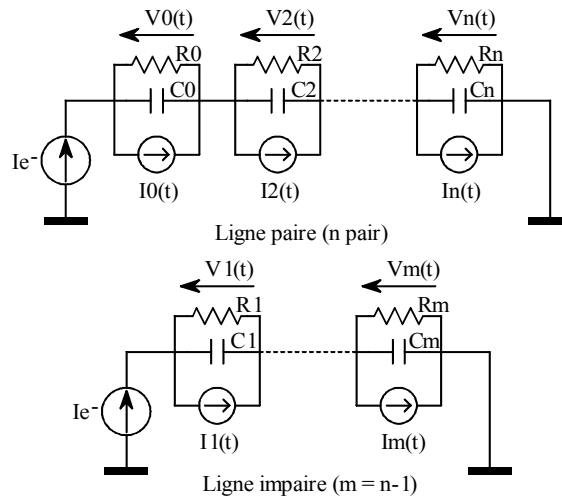 V0(t) V2(t) Vn(t)
R0 R2 Rn
C0 C2 Cn
Ie-
I0(t) I2(t) In(t)
Ligne paire (n pair)
V1(t) Vm(t)
R1 Rm
C1 Cm
Ie-
I1(t) Im(t)
Ligne impaire (m = n-1)